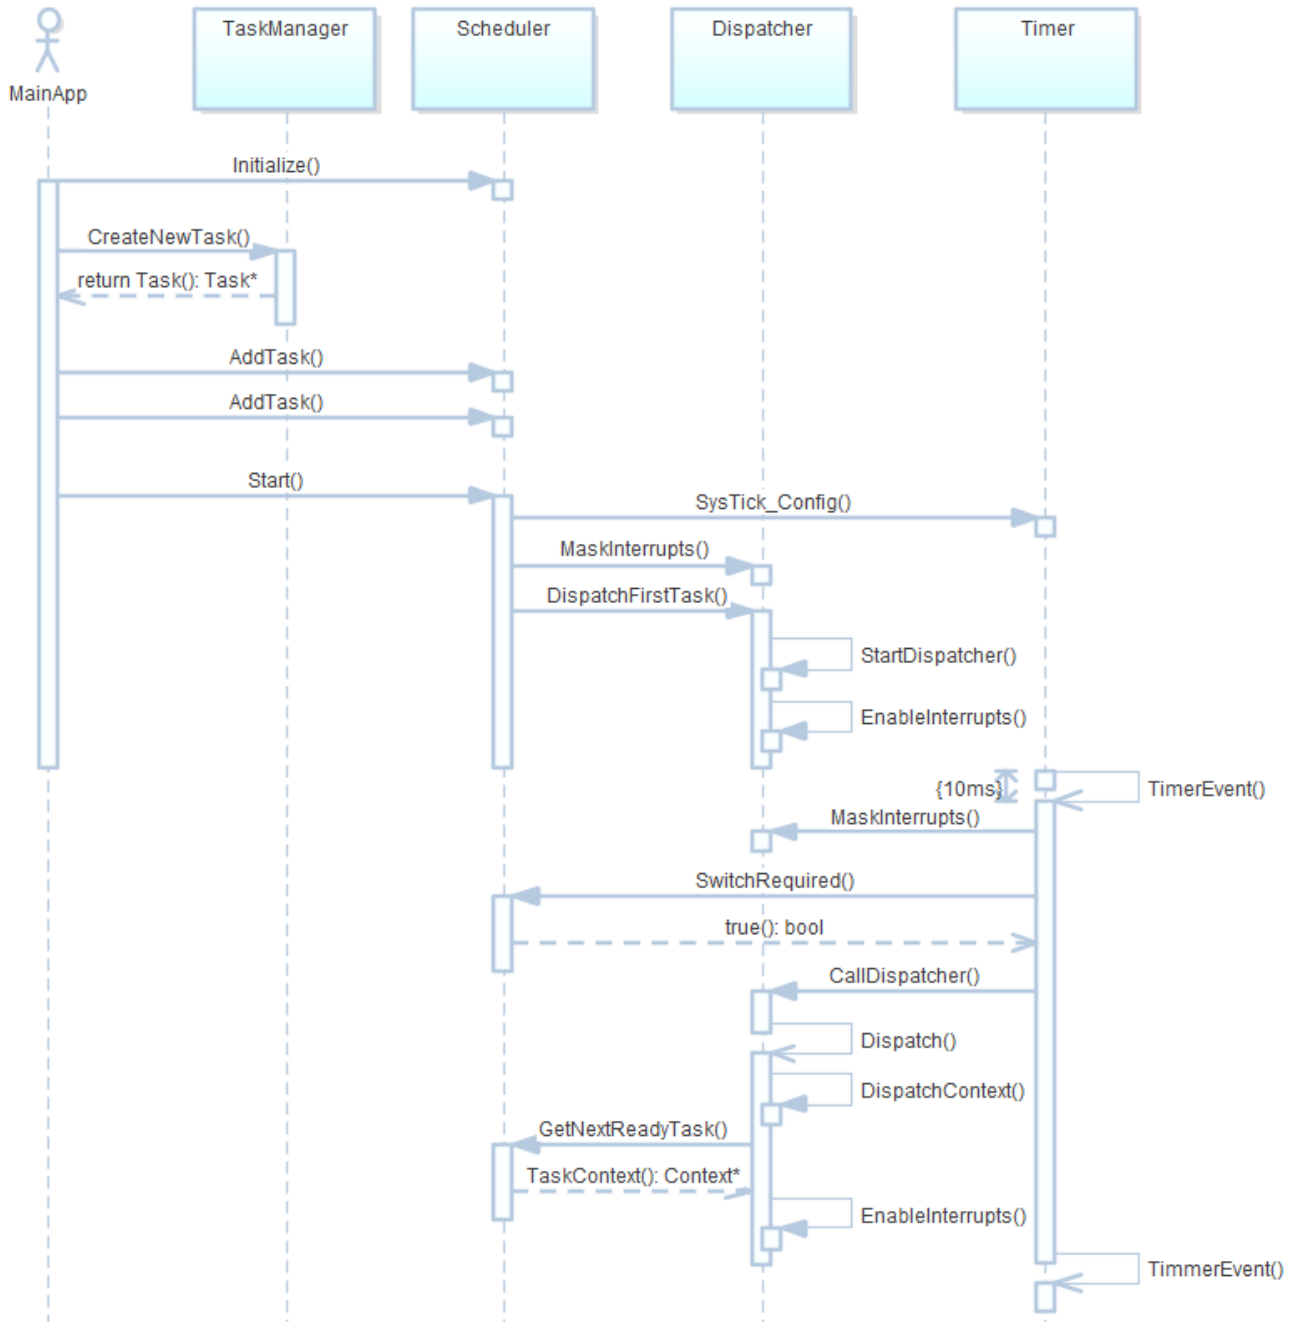 TaskManager
Scheduler
Dispatcher
Timer
MainApp
Initialize()
CreateNewTask()
return Task(): Task*
AddTask()
AddTask()
Start()
SysTick_Config()
MaskInterrupts()
DispatchFirstTask()
StartDispatcher()
EnableInterrupts()
{10ms}
TimerEvent()
MaskInterrupts()
SwitchRequired()
true(): bool
CallDispatcher()
Dispatch()
DispatchContext()
GetNextReadyTask()
TaskContext(): Context*
EnableInterrupts()
TimmerEvent()